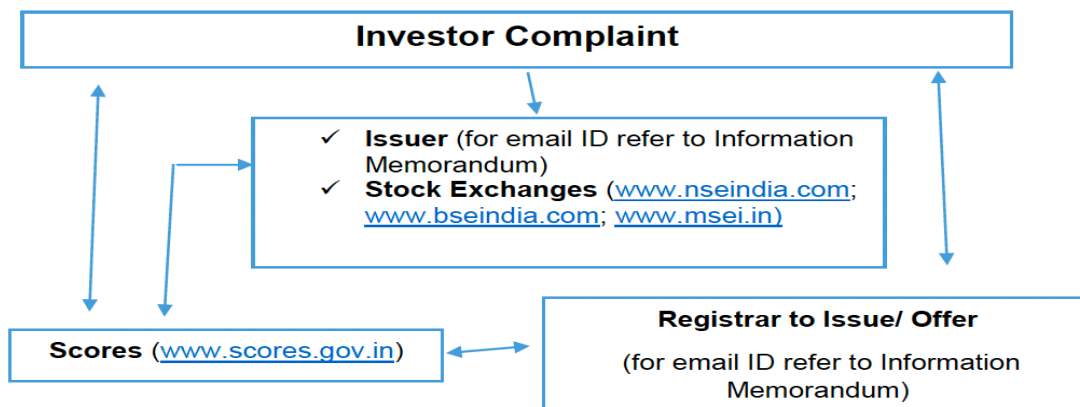 Investor Complaint
✓ Issuer (for email ID refer to Information
Memorandum)
✓ Stock Exchanges (www.nseindia.com;
www.bseindia.com; www.msei.in)
Scores (www.scores.gov.in)
Registrar to Issue/ Offer
(for email ID refer to Information
Memorandum)